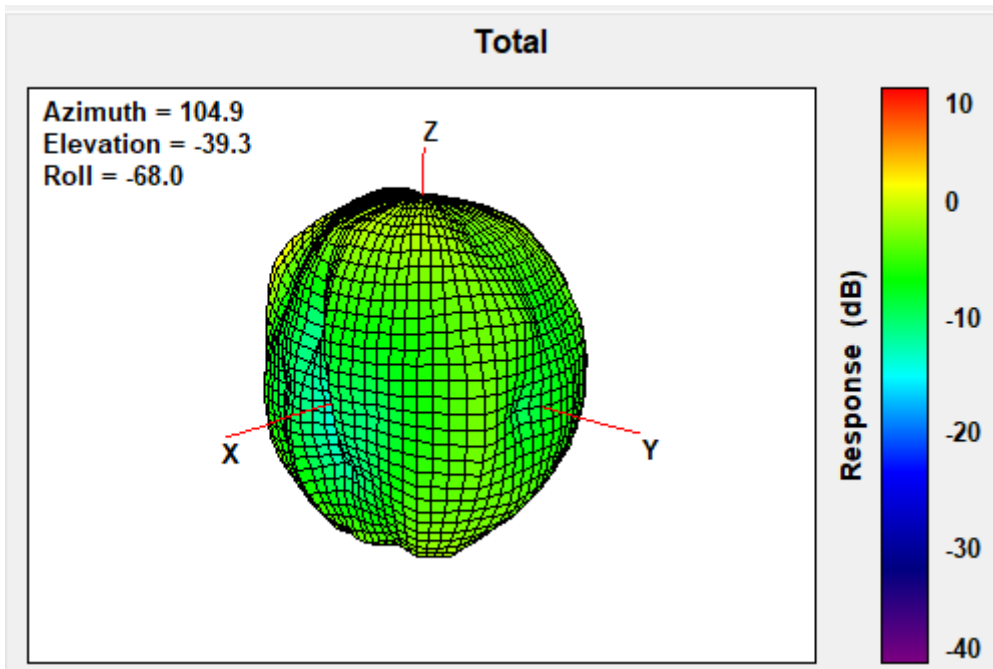 Total
Azimuth = 104.9
Elevation = -39.3
Roll = -68.0
Z
X
Y
Response (dB)
10
0
-10
-20
-30
-40